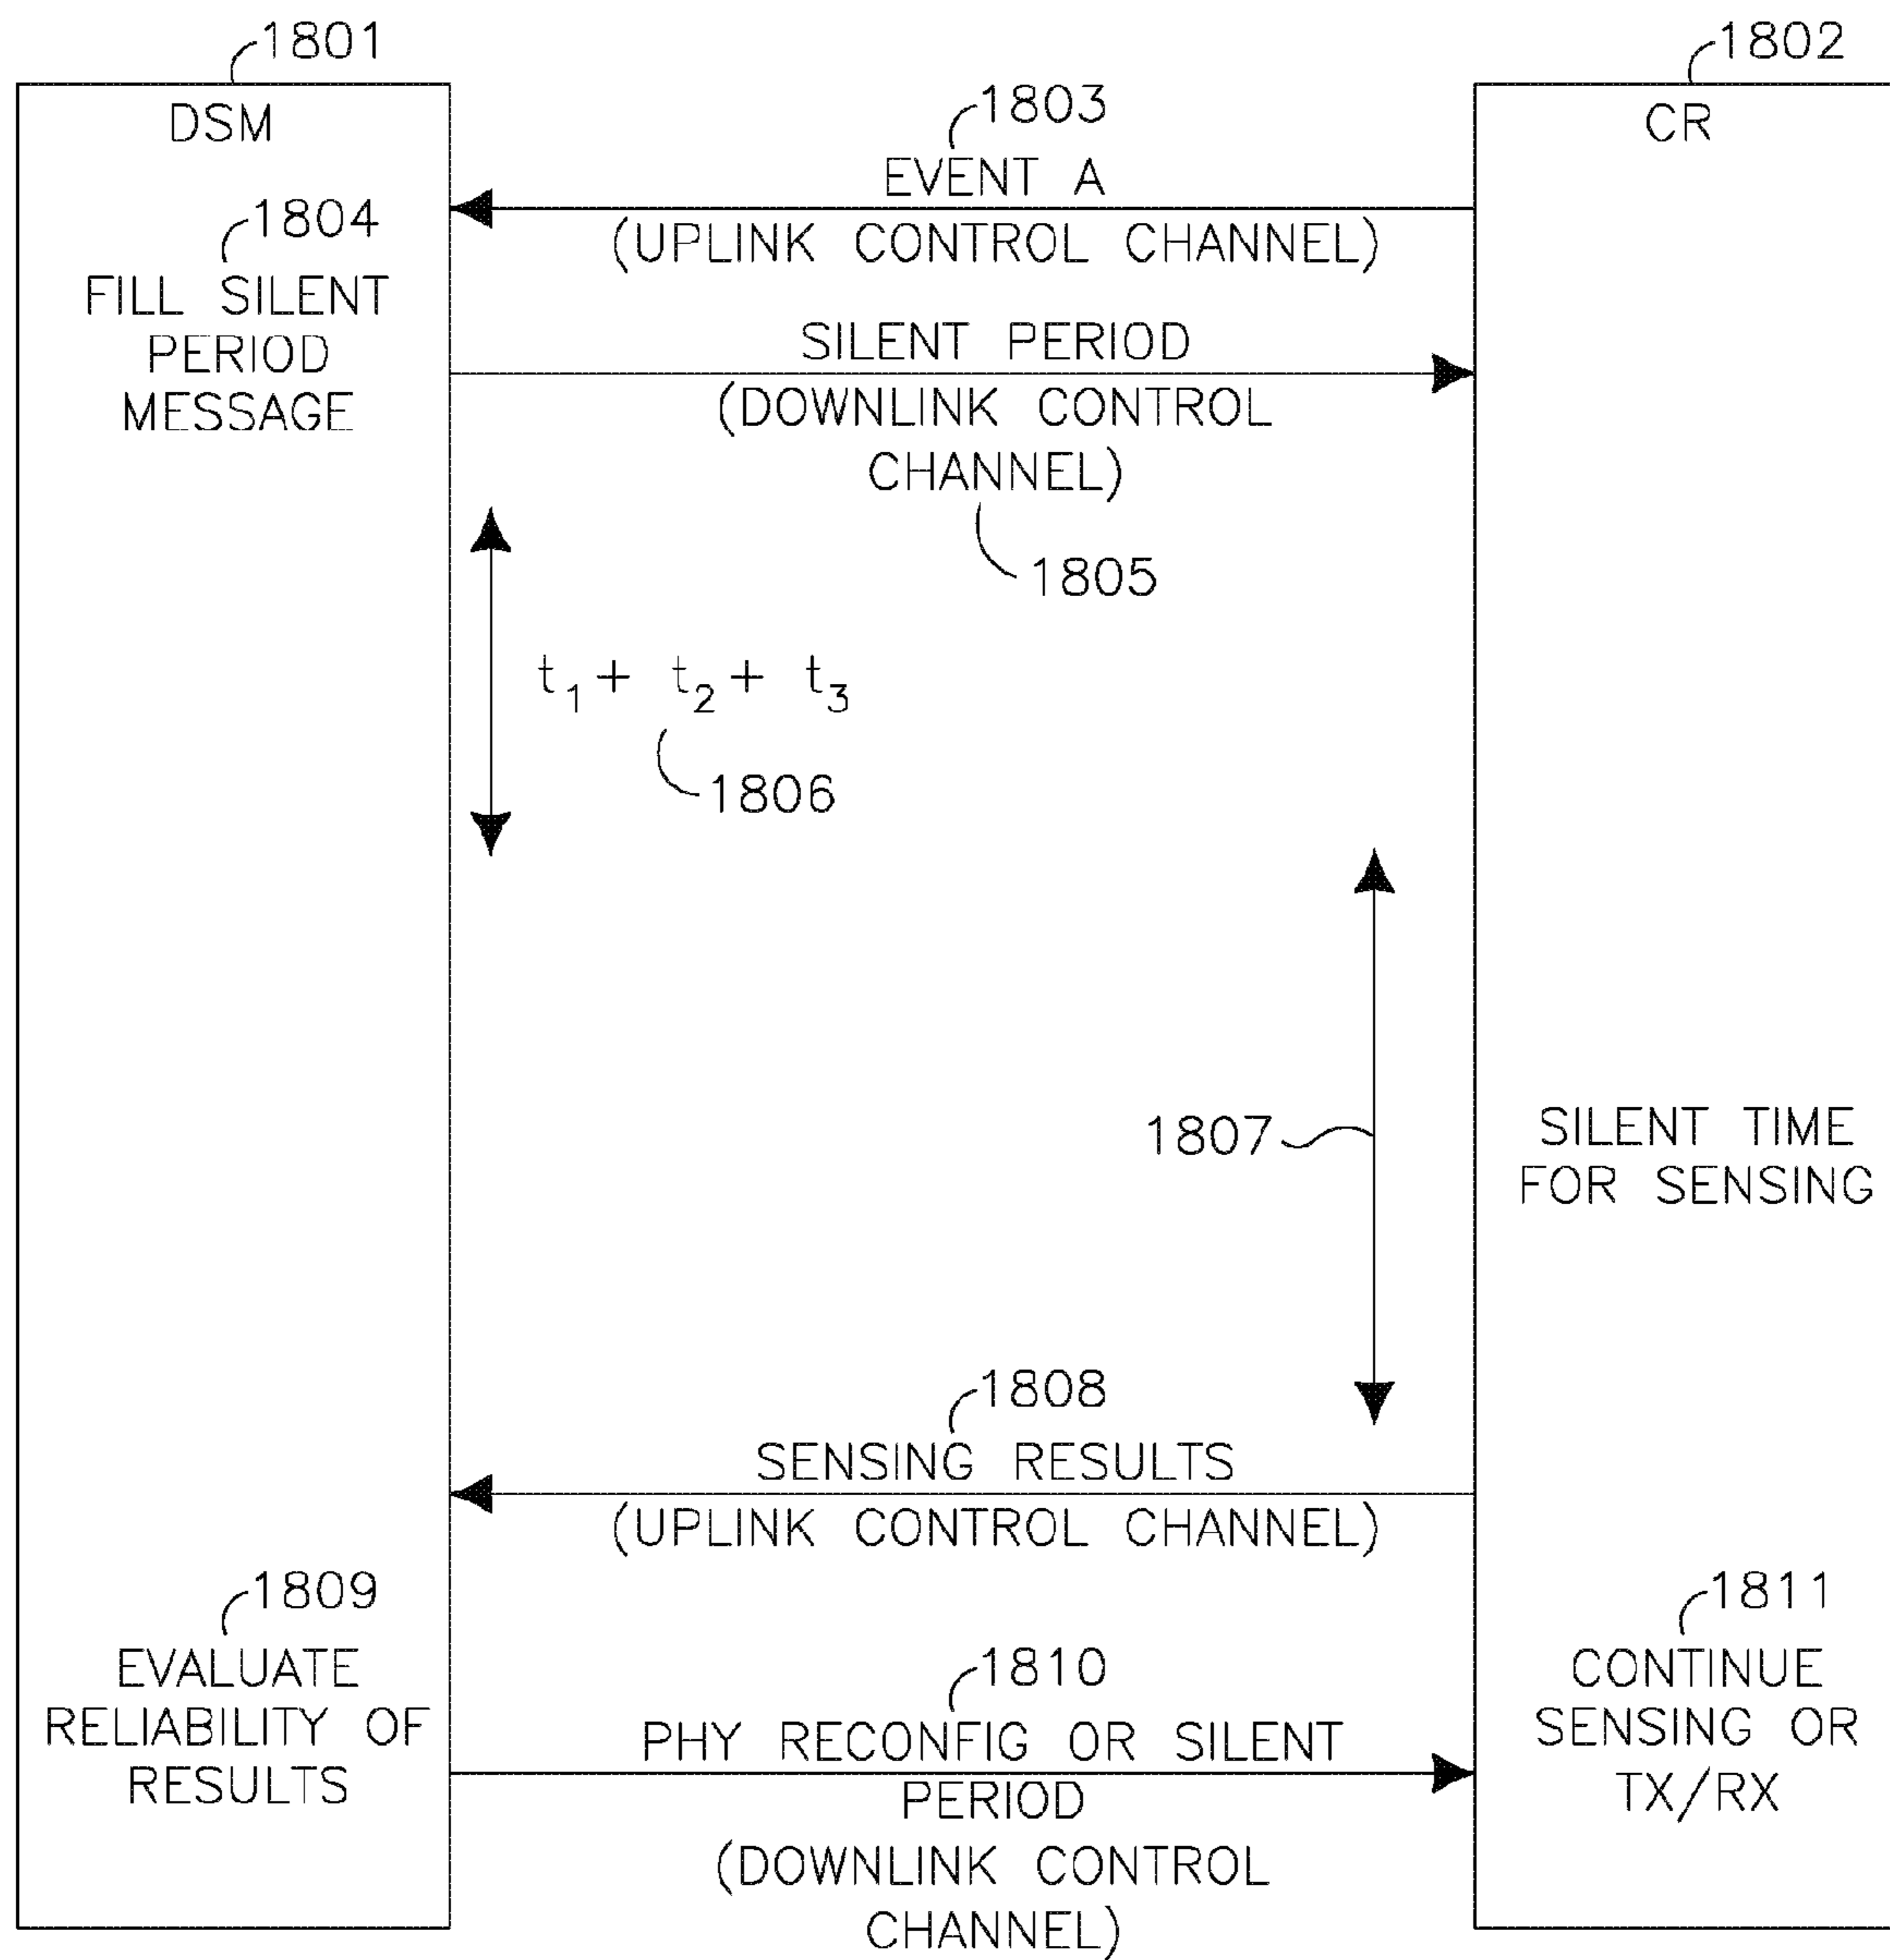 1801
1802
DSM
CR
1803
EVENT A
(UPLINK CONTROL CHANNEL)
1804
FILL SILENT
PERIOD
MESSAGE
SILENT PERIOD
(DOWNLINK CONTROL
CHANNEL)
1805
t1 + t2 + t3
1806
1807
SILENT TIME
FOR SENSING
1808
SENSING RESULTS
(UPLINK CONTROL CHANNEL)
1809
EVALUATE
RELIABILITY OF
RESULTS
1810
PHY RECONFIG OR SILENT
PERIOD
(DOWNLINK CONTROL
CHANNEL)
1811
CONTINUE
SENSING OR
TX/RX